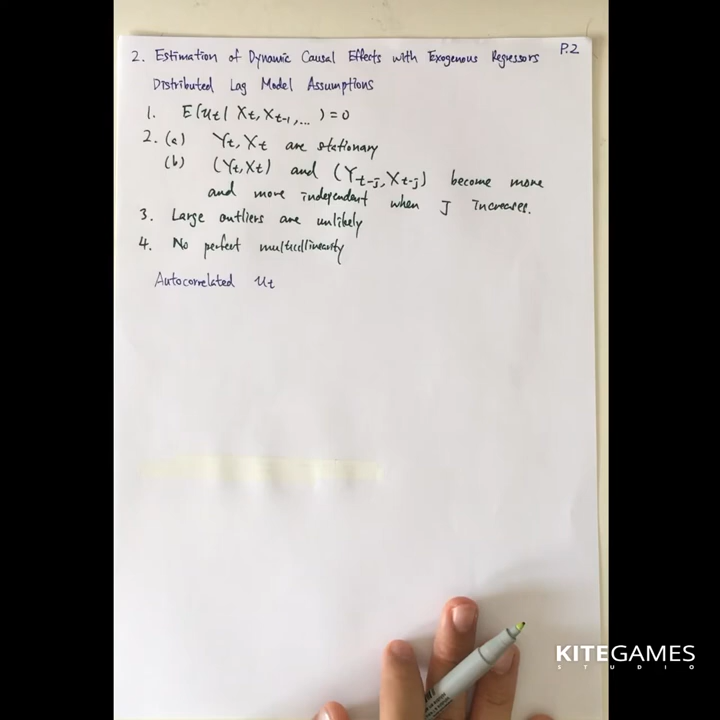 P.2
2. Estimation of Dynamic Causal Effects with Exogenous Regressors
Distributed Lag Model Assumptions
1. E(ut | Xt, Xt-1, ... ) = 0
2. (a) Yt, Xt are stationary
(b) (Yt, Xt) and (Yt-j, Xt-j) become more
and more independent when J increases.
3. Large outliers are unlikely
4. No perfect multicollinearity
Autocorrelated ut
KITEGAMES
STUDIO